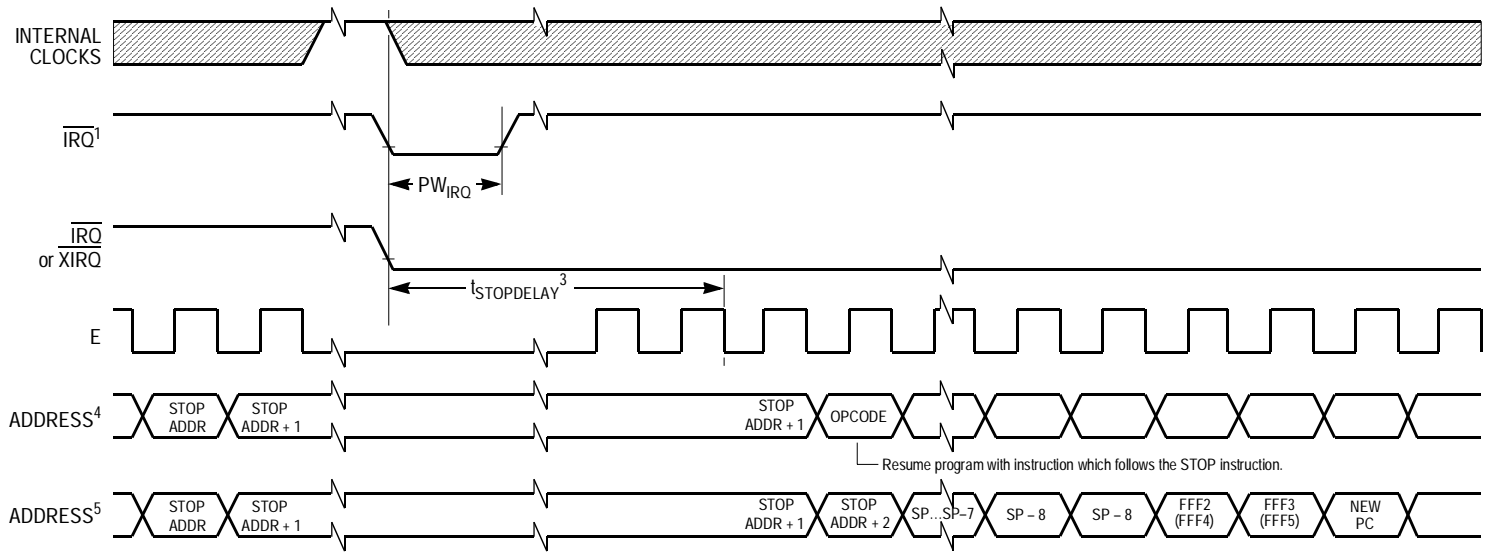 INTERNAL
CLOCKS
IRQ1
PWIRQ
IRQ
or XIRQ
tSTOPDELAY3
E
ADDRESS4
STOP
ADDR
STOP
ADDR + 1
STOP
ADDR + 1
OPCODE
Resume program with instruction which follows the STOP instruction.
ADDRESS5
STOP
ADDR
STOP
ADDR + 1
STOP
ADDR + 1
STOP
ADDR + 2
SP…SP–7
SP – 8
SP – 8
FFF2
(FFF4)
FFF3
(FFF5)
NEW
PC